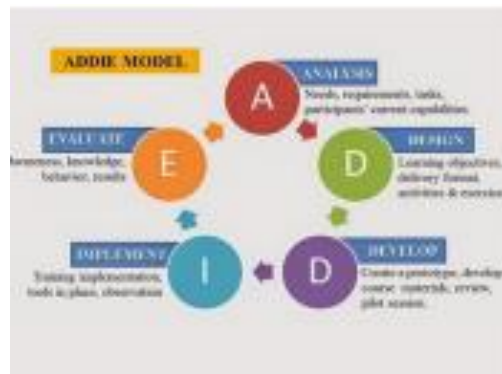 ADDIE MODEL
A
ANALYSIS
Needs, requirements, tasks,
participants' current capabilities
D
DESIGN
Learning objectives,
delivery format,
activities & exercises
D
DEVELOP
Create a prototype, develop
course materials, review,
pilot session.
I
IMPLEMENT
Training implementation,
tools in place, observation
E
EVALUATE
knowledge,
behavior, results